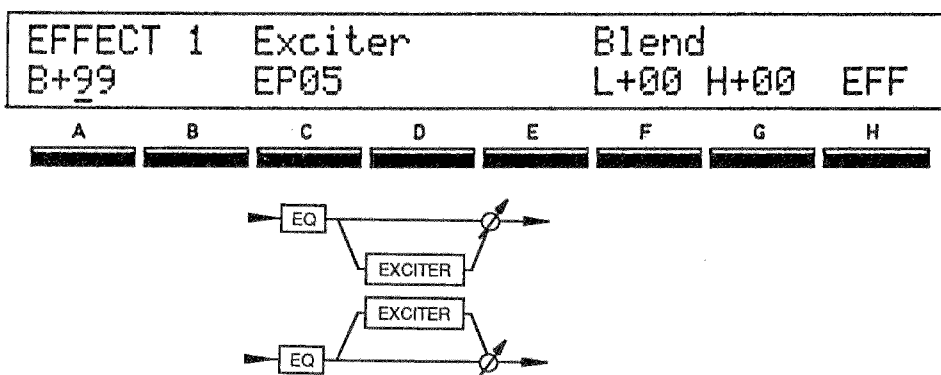 EFFECT 1 Exciter Blend
B+99 EP05 L+00 H+00 EFF
A B C D E F G H
EQ
EXCITER
EXCITER
EQ